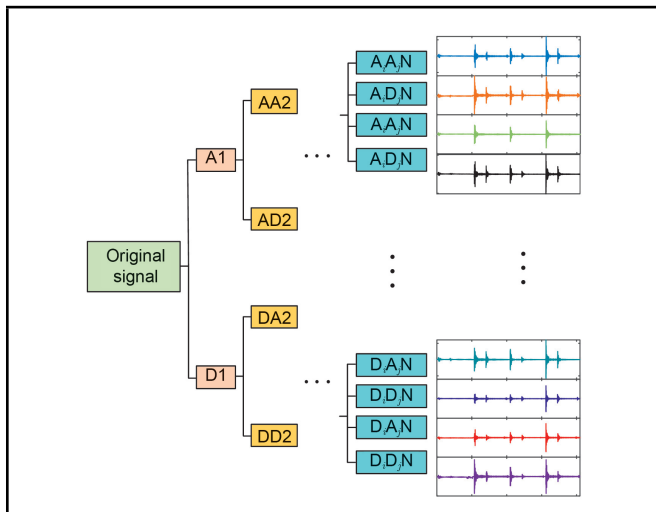 Original
signal
A1
D1
AA2
AD2
DA2
DD2
AᵢAⱼN
AᵢDⱼN
AᵢAⱼN
AᵢDⱼN
DᵢAⱼN
DᵢDⱼN
DᵢAⱼN
DᵢDⱼN